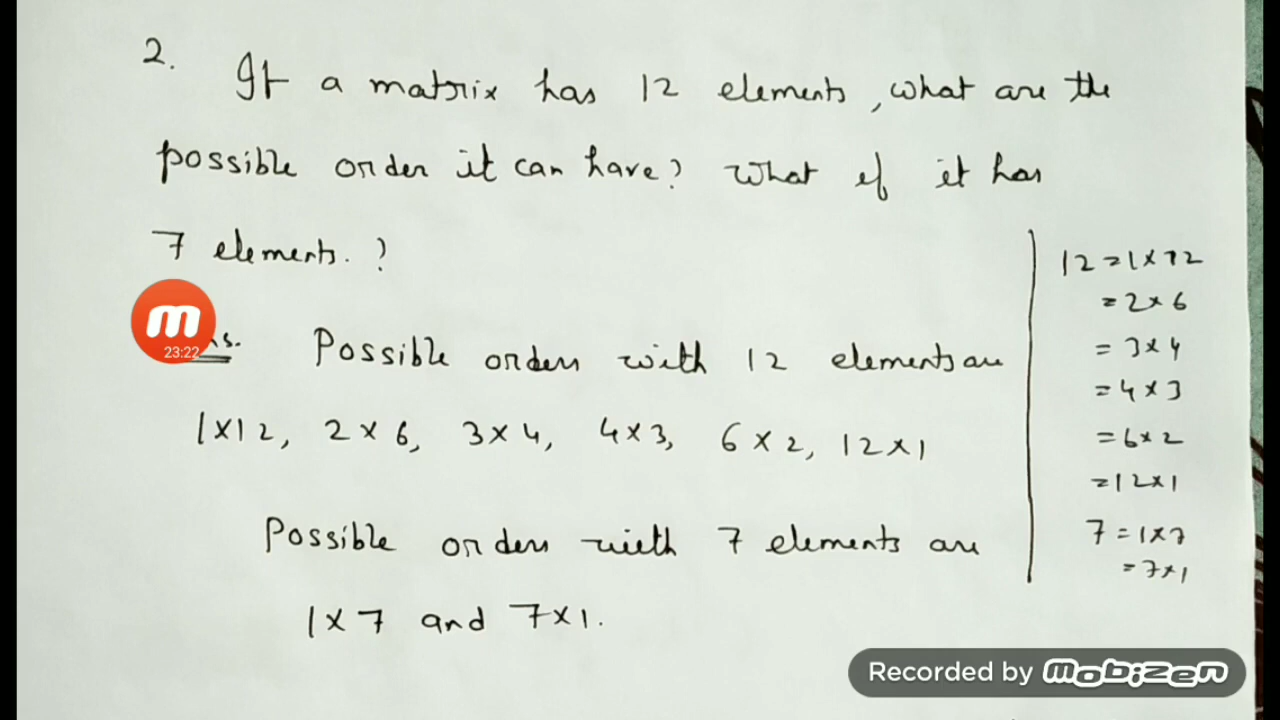 2. If a matrix has 12 elements, what are the
possible order it can have? What if it has
7 elements. ?
m
23:22
s. Possible orders with 12 elements are
1×12, 2×6, 3×4, 4×3, 6×2, 12×1
Possible orders with 7 elements are
1×7 and 7×1.
12=1×12
=2×6
=3×4
=4×3
=6×2
=12×1
7=1×7
=7×1
Recorded by mobizen